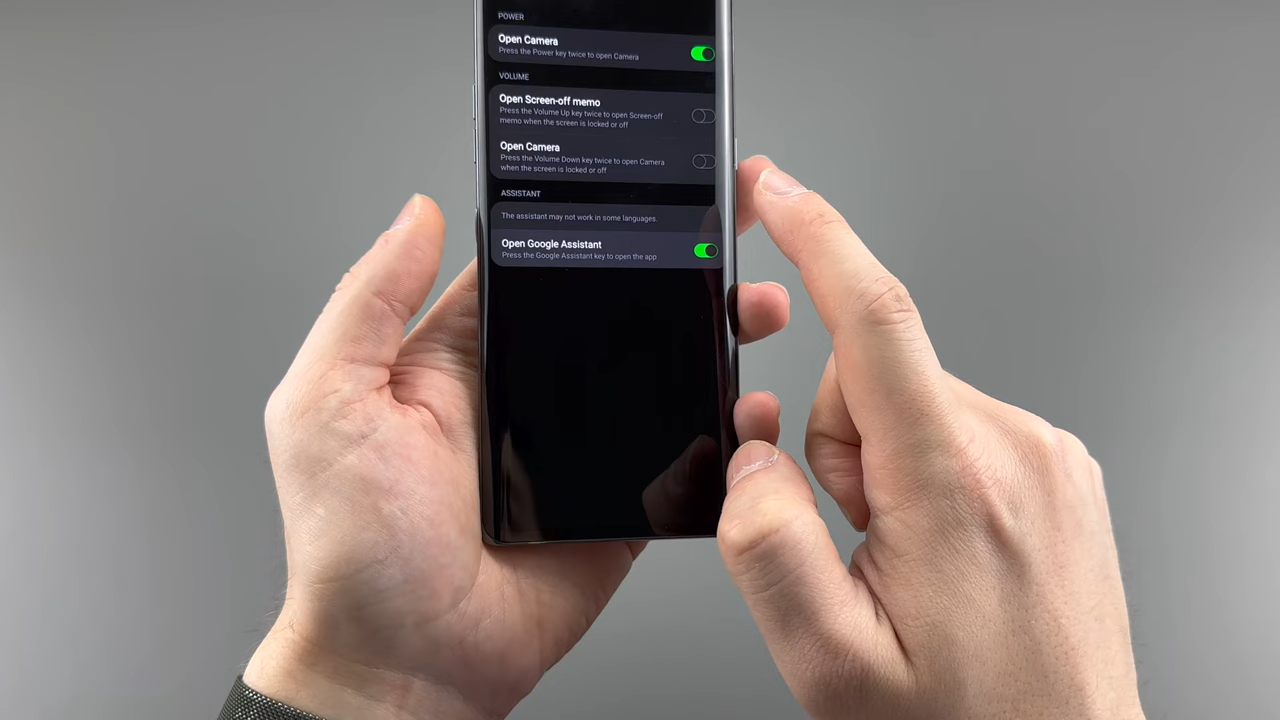 POWER
Open Camera
Press the Power key twice to open Camera
VOLUME
Open Screen-off memo
Press the Volume Up key twice to open Screen-off
memo when the screen is locked or off
Open Camera
Press the Volume Down key twice to open Camera
when the screen is locked or off
ASSISTANT
The assistant may not work in some languages.
Open Google Assistant
Press the Google Assistant key to open the app